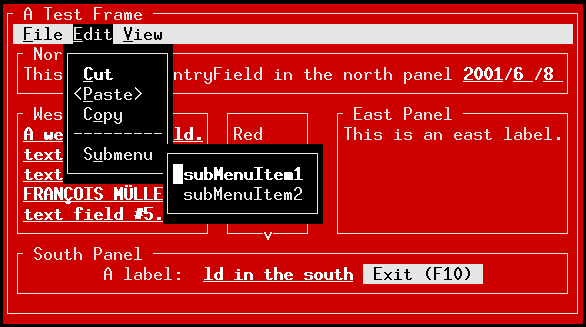 A Test Frame
File Edit View
Nor
Cut
This ntryField in the north panel 2001/6 /8
<Paste>
Copy
Wes East Panel
A we ld. Red This is an east label.
text
Submenu
text subMenuItem1
FRANÇOIS MÜLLE subMenuItem2
text field #5.
v
South Panel
A label: ld in the south Exit (F10)